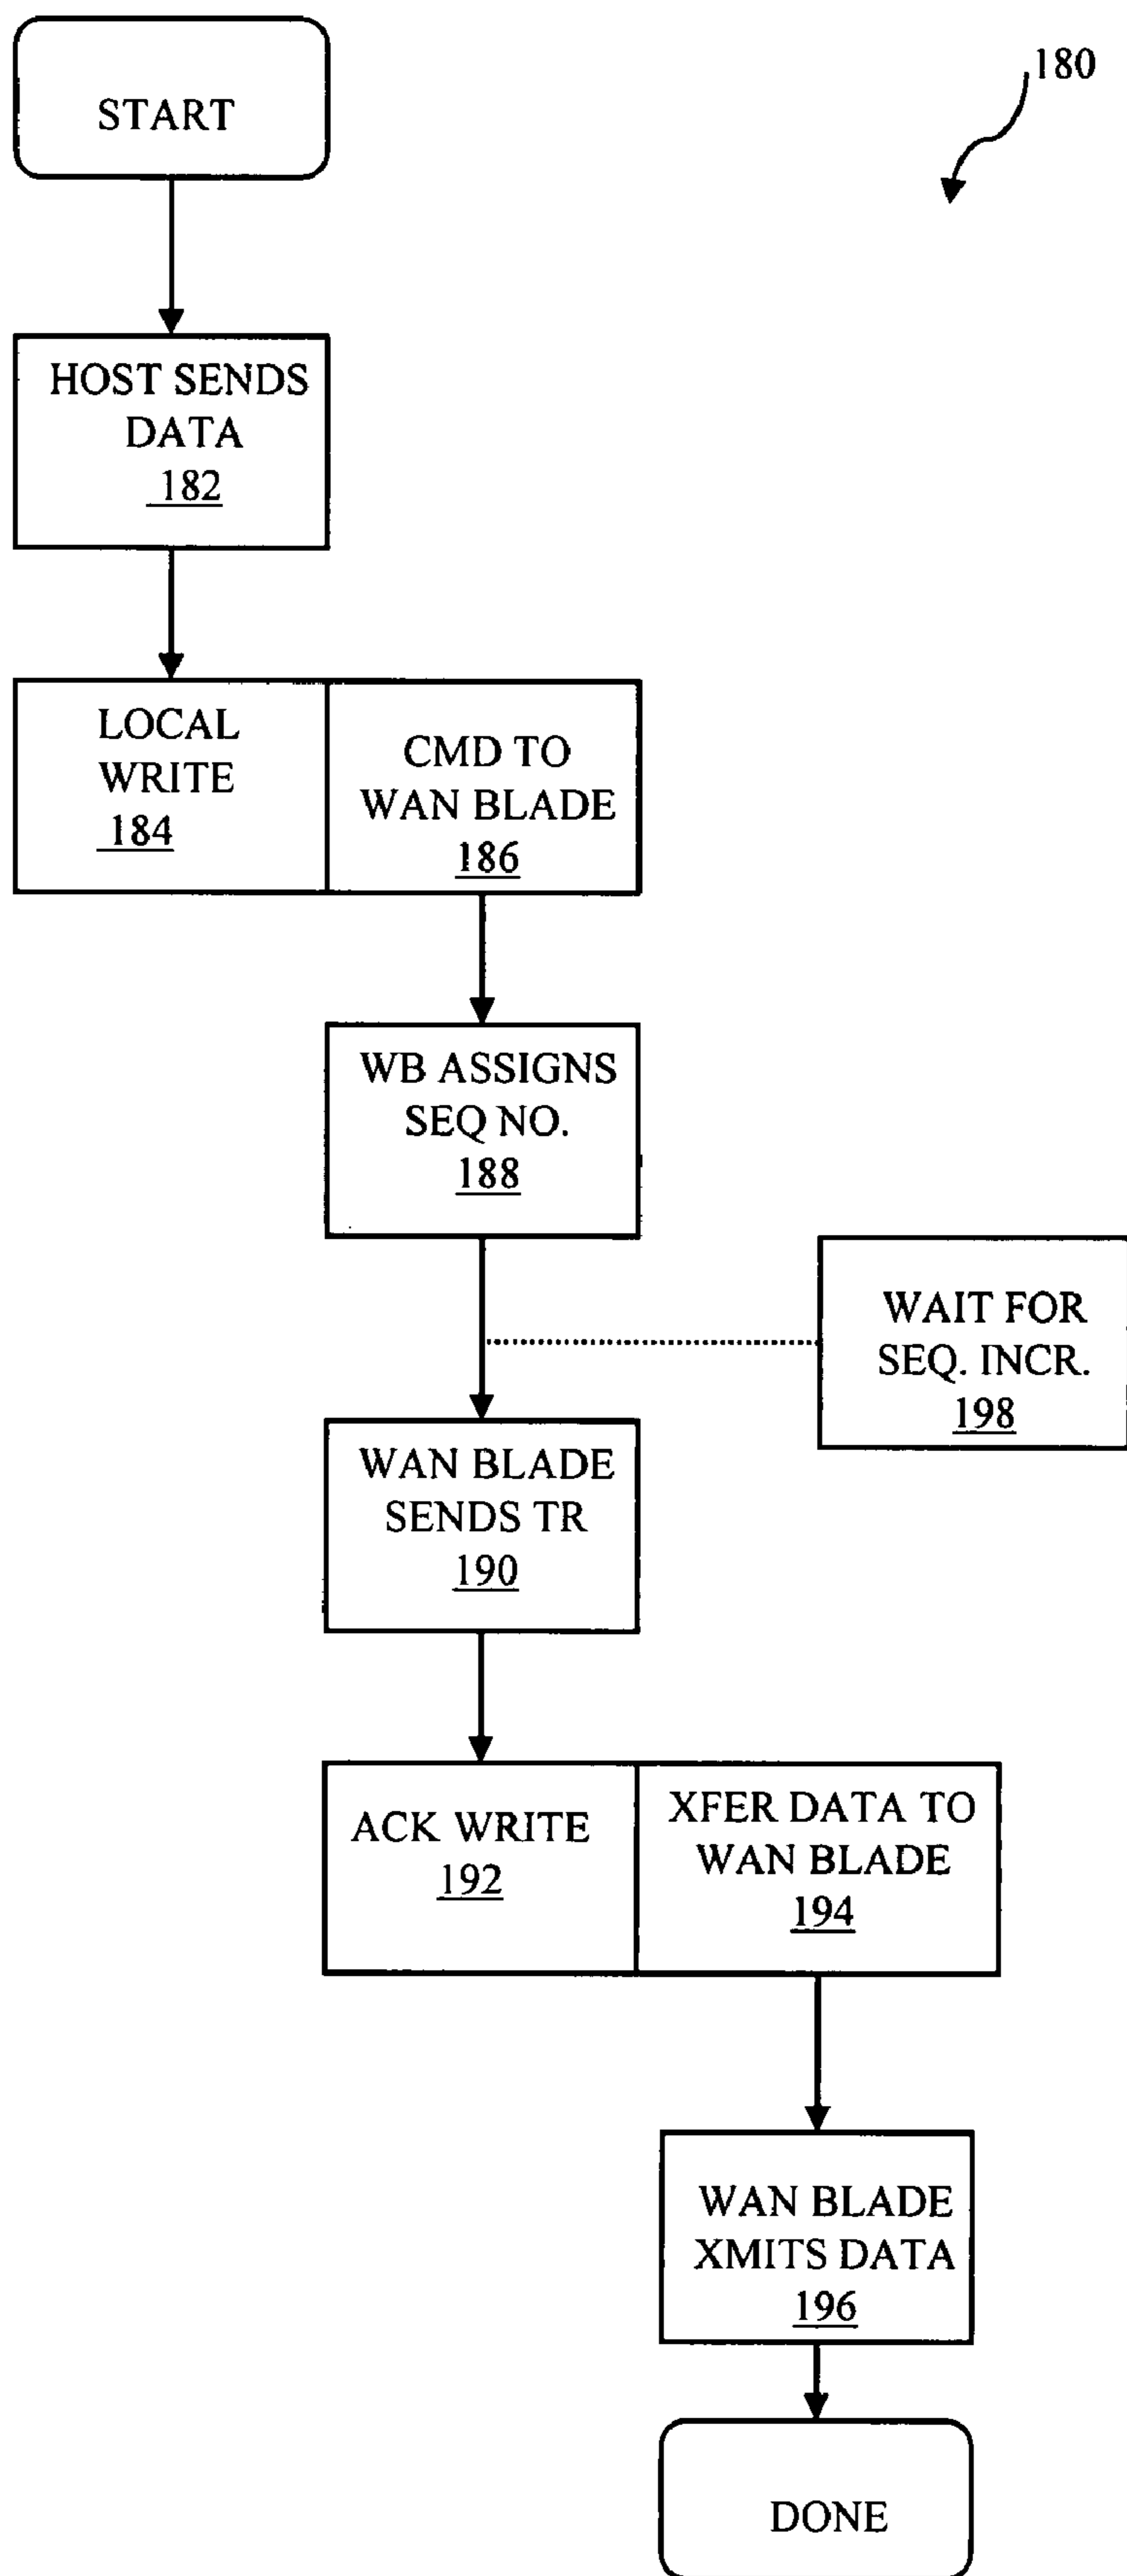 START
180
HOST SENDS
DATA
182
LOCAL
WRITE
184
CMD TO
WAN BLADE
186
WB ASSIGNS
SEQ NO.
188
WAIT FOR
SEQ. INCR.
198
WAN BLADE
SENDS TR
190
ACK WRITE
192
XFER DATA TO
WAN BLADE
194
WAN BLADE
XMITS DATA
196
DONE